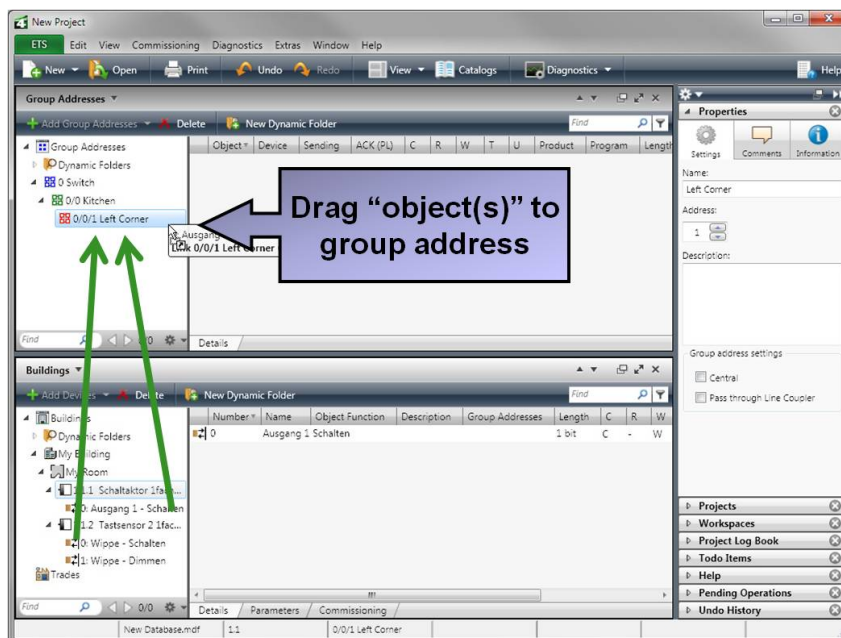 New Project
ETS Edit View Commissioning Diagnostics Extras Window Help
New Open Print Undo Redo View Catalogs Diagnostics Help
Group Addresses
Add Group Addresses Delete New Dynamic Folder Find
Group Addresses
Dynamic Folders
0 Switch
0/0 Kitchen
0/0/1 Left Corner
Find 0/0
Object Device Sending ACK (PL) C R W T U Product Program Length
Ausgang
Link 0/0/1 Left Corner
Drag “object(s)” to
group address
Details
Buildings
Add Devices Delete New Dynamic Folder Find
Buildings
Dynamic Folders
My Building
My Room
1.1.1 Schaltaktor 1fac...
0: Ausgang 1 - Schalten
1.1.2 Tastsensor 2 1fac...
0: Wippe - Schalten
1: Wippe - Dimmen
Trades
Find 0/0
Number Name Object Function Description Group Addresses Length C R W
0 Ausgang 1 Schalten 1 bit C - W
Details Parameters Commissioning
Properties
Settings Comments Information
Name:
Left Corner
Address:
1
Description:
Group address settings
Central
Pass through Line Coupler
Projects
Workspaces
Project Log Book
Todo Items
Help
Pending Operations
Undo History
New Database.mdf 1.1 0/0/1 Left Corner